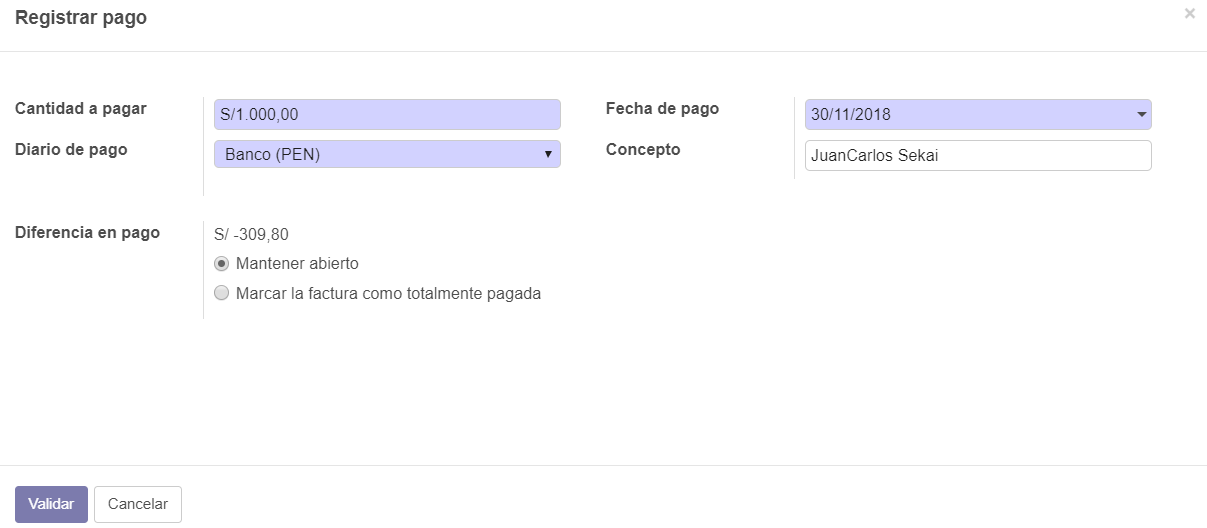 Registrar pago
×
Cantidad a pagar
S/1.000,00
Fecha de pago
30/11/2018
Diario de pago
Banco (PEN)
Concepto
JuanCarlos Sekai
Diferencia en pago
S/ -309,80
Mantener abierto
Marcar la factura como totalmente pagada
Validar
Cancelar